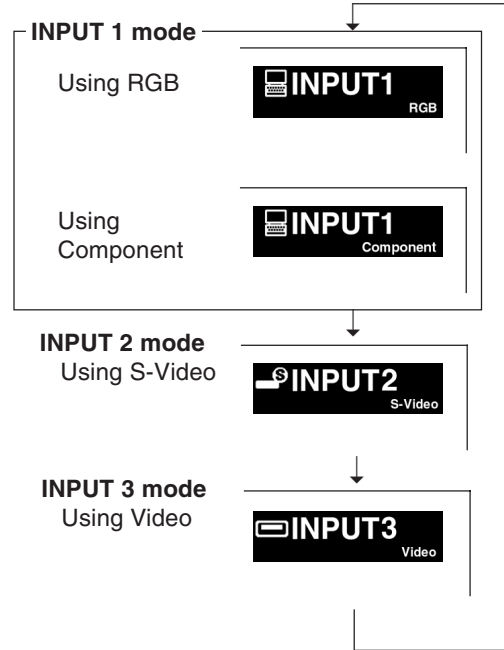 INPUT 1 mode
Using RGB
INPUT1
RGB
Using
Component
INPUT1
Component
INPUT 2 mode
Using S-Video
S
INPUT2
S-Video
INPUT 3 mode
Using Video
INPUT3
Video